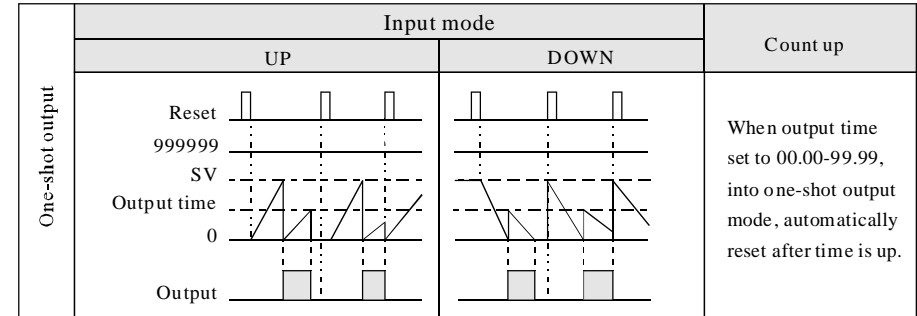 Input mode
Count up
UP
DOWN
One-shot output
Reset
999999
SV
Output time
0
Output
When output time
set to 00.00-99.99,
into one-shot output
mode, automatically
reset after time is up.